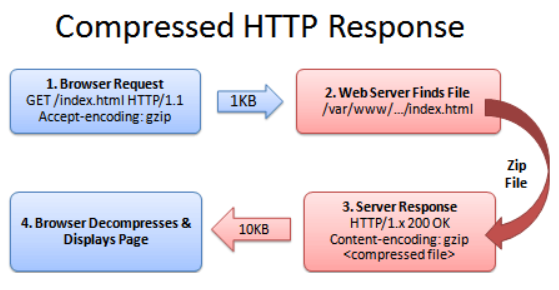 Compressed HTTP Response
1. Browser Request
GET /index.html HTTP/1.1
Accept-encoding: gzip
1KB
2. Web Server Finds File
/var/www/.../index.html
Zip
File
3. Server Response
HTTP/1.x 200 OK
Content-encoding: gzip
<compressed file>
10KB
4. Browser Decompresses &
Displays Page